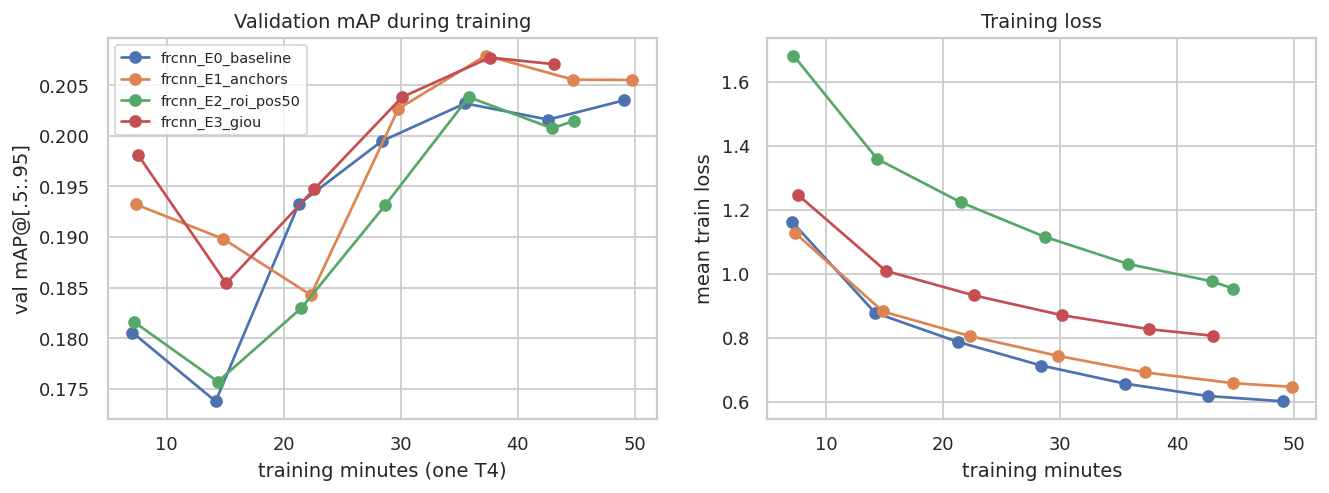 Validation mAP during training
val mAP@[.5:.95]
0.205
0.200
0.195
0.190
0.185
0.180
0.175
frcnn_E0_baseline
frcnn_E1_anchors
frcnn_E2_roi_pos50
frcnn_E3_giou
10 20 30 40 50
training minutes (one T4)
Training loss
mean train loss
1.6
1.4
1.2
1.0
0.8
0.6
10 20 30 40 50
training minutes